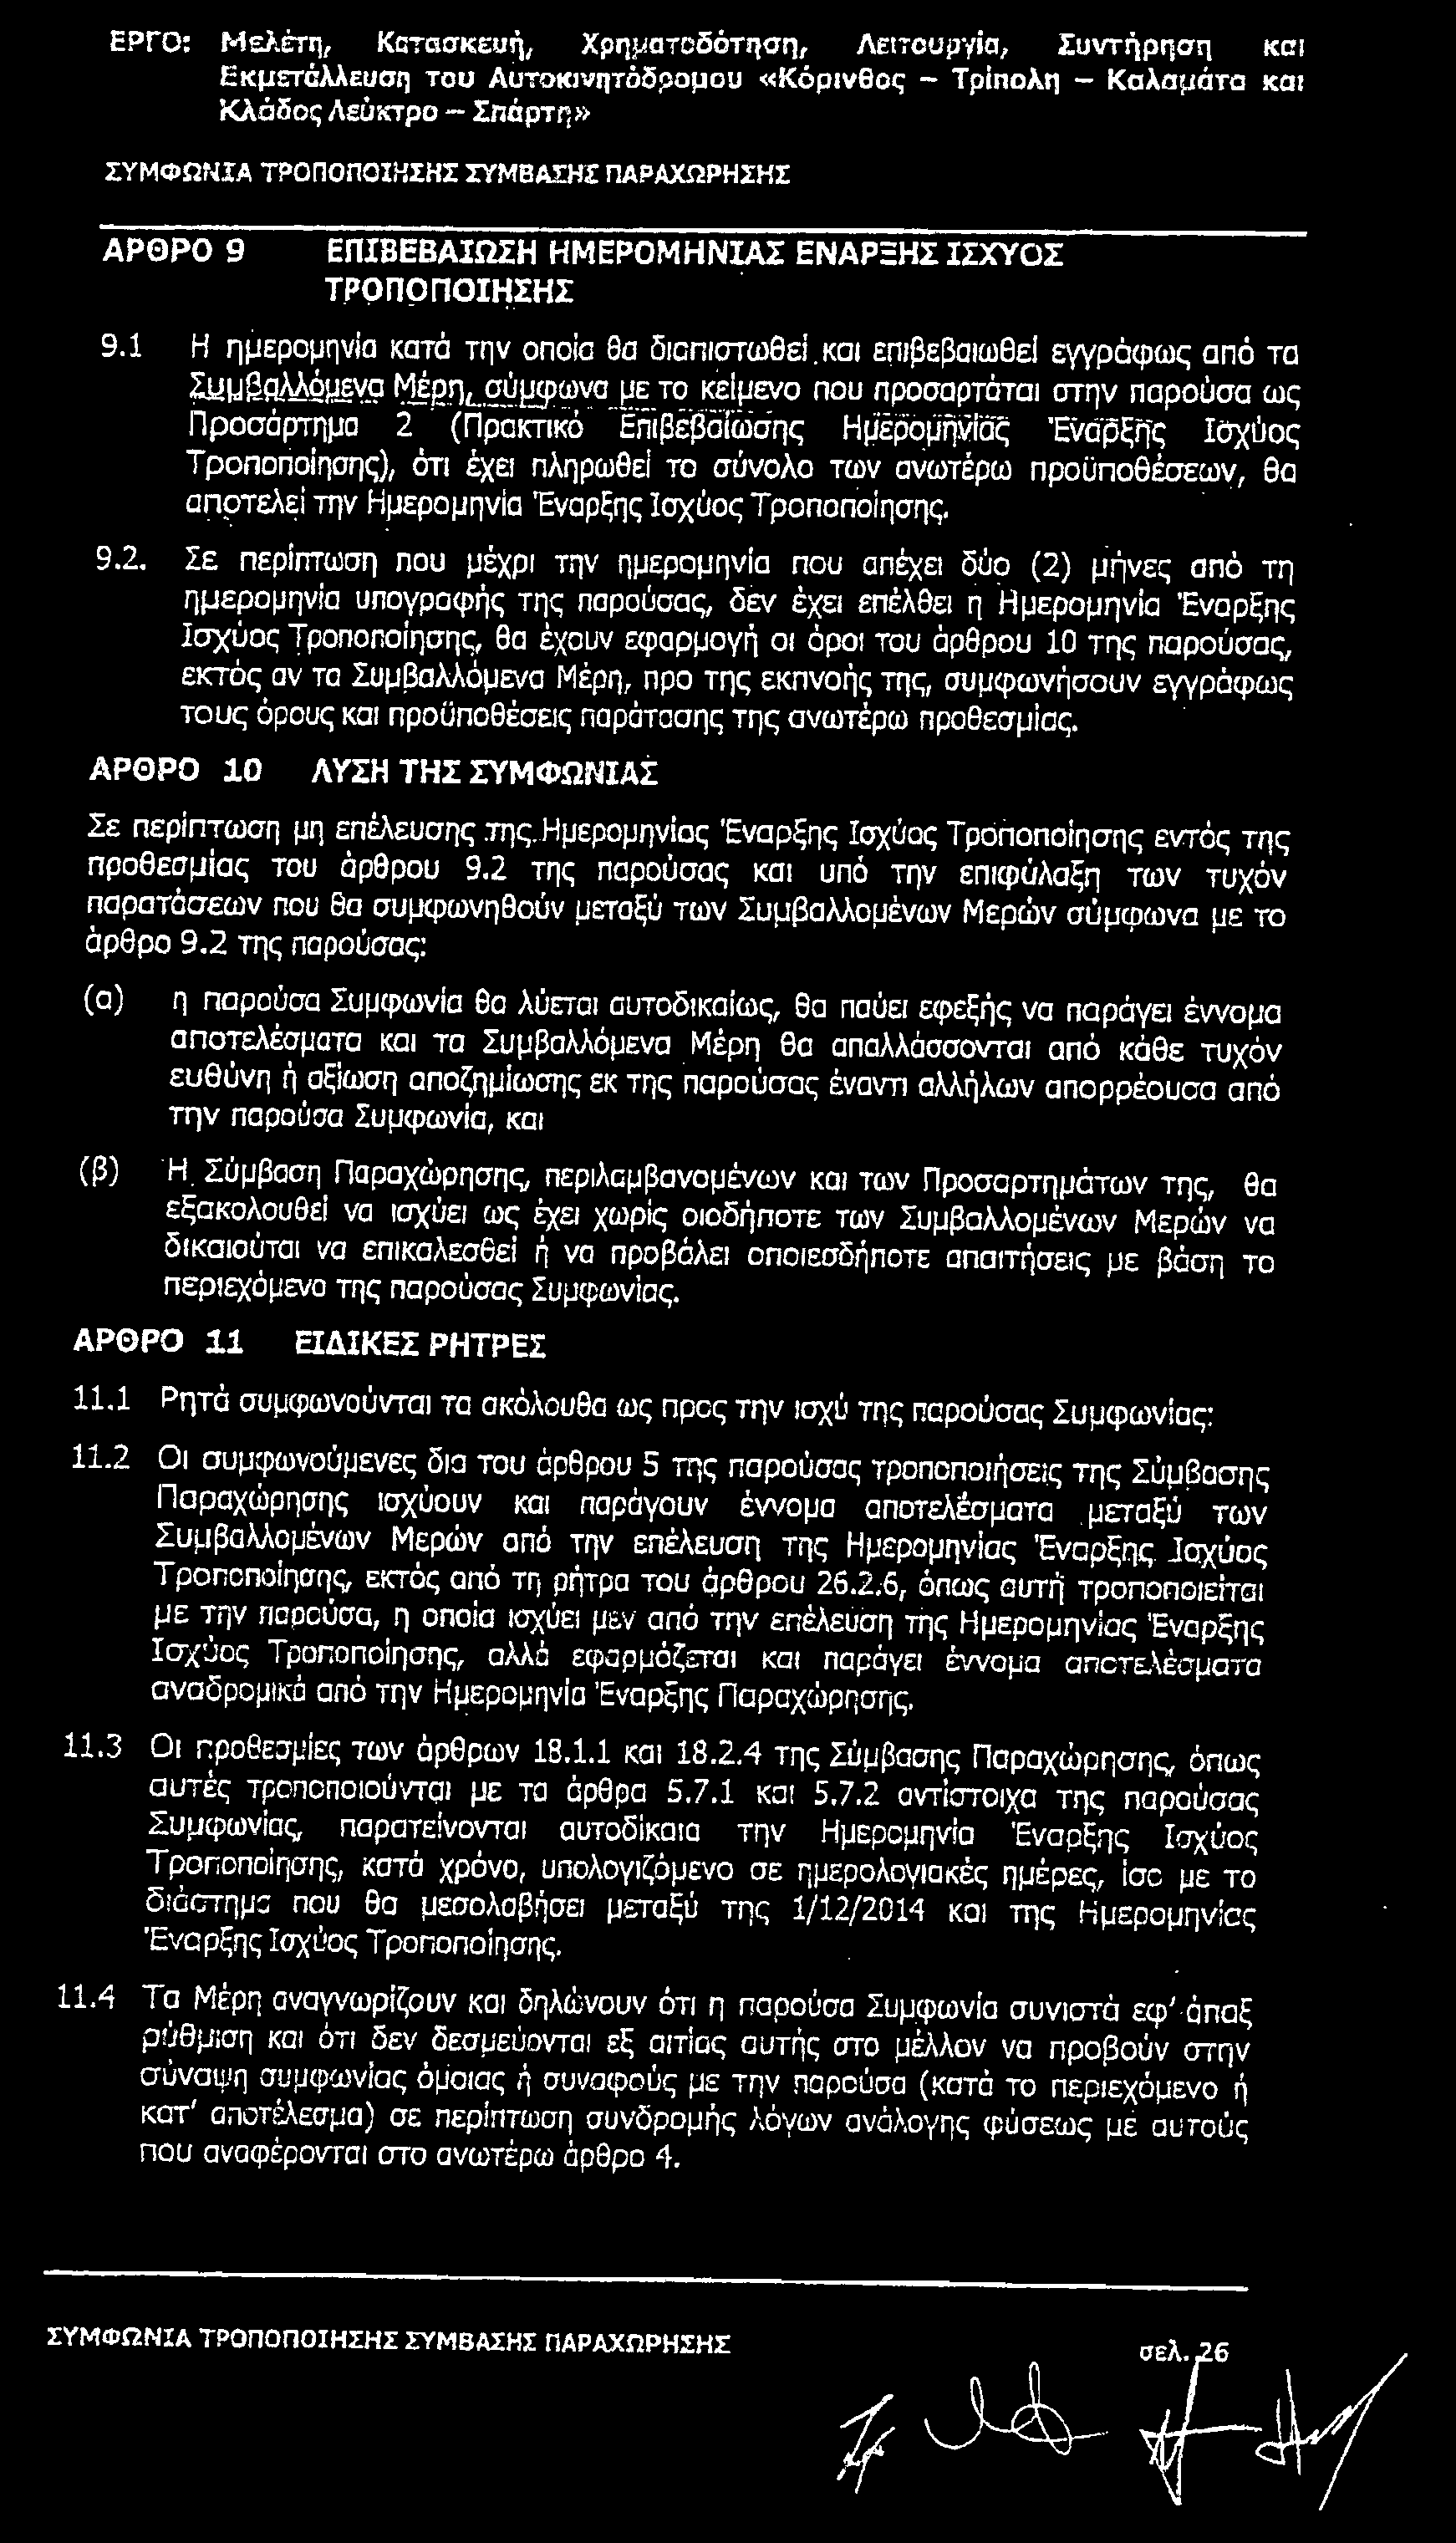 ΕΡΓΟ: Μελέτη, Κατασκευή, Χρηματοδότηση, Λειτουργία, Συντήρηση και
Εκμετάλλευση του Αυτοκινητόδρομου «Κόρινθος – Τρίπολη – Καλαμάτα και
Κλάδος Λεύκτρο – Σπάρτη»
ΣΥΜΦΩΝΙΑ ΤΡΟΠΟΠΟΙΗΣΗΣ ΣΥΜΒΑΣΗΣ ΠΑΡΑΧΩΡΗΣΗΣ
ΑΡΘΡΟ 9 ΕΠΙΒΕΒΑΙΩΣΗ ΗΜΕΡΟΜΗΝΙΑΣ ΕΝΑΡΞΗΣ ΙΣΧΥΟΣ
ΤΡΟΠΟΠΟΙΗΣΗΣ
9.1 Η ημερομηνία κατά την οποία θα διαπιστωθεί και επιβεβαιωθεί εγγράφως από τα
Συμβαλλόμενα Μέρη, σύμφωνα με το κείμενο που προσαρτάται στην παρούσα ως
Προσάρτημα 2 (Πρακτικό Επιβεβαίωσης Ημερομηνίας Έναρξης Ισχύος
Τροποποίησης), ότι έχει πληρωθεί το σύνολο των ανωτέρω προϋποθέσεων, θα
αποτελεί την Ημερομηνία Έναρξης Ισχύος Τροποποίησης.
9.2. Σε περίπτωση που μέχρι την ημερομηνία που απέχει δύο (2) μήνες από τη
ημερομηνία υπογραφής της παρούσας, δεν έχει επέλθει η Ημερομηνία Έναρξης
Ισχύος Τροποποίησης, θα έχουν εφαρμογή οι όροι του άρθρου 10 της παρούσας,
εκτός αν τα Συμβαλλόμενα Μέρη, προ της εκπνοής της, συμφωνήσουν εγγράφως
τους όρους και προϋποθέσεις παράτασης της ανωτέρω προθεσμίας.
ΑΡΘΡΟ 10 ΛΥΣΗ ΤΗΣ ΣΥΜΦΩΝΙΑΣ
Σε περίπτωση μη επέλευσης της Ημερομηνίας Έναρξης Ισχύος Τροποποίησης εντός της
προθεσμίας του άρθρου 9.2 της παρούσας και υπό την επιφύλαξη των τυχόν
παρατάσεων που θα συμφωνηθούν μεταξύ των Συμβαλλομένων Μερών σύμφωνα με το
άρθρο 9.2 της παρούσας:
(α) η παρούσα Συμφωνία θα λύεται αυτοδικαίως, θα παύει εφεξής να παράγει έννομα
αποτελέσματα και τα Συμβαλλόμενα Μέρη θα απαλλάσσονται από κάθε τυχόν
ευθύνη ή αξίωση αποζημίωσης εκ της παρούσας έναντι αλλήλων απορρέουσα από
την παρούσα Συμφωνία, και
(β) Η Σύμβαση Παραχώρησης, περιλαμβανομένων και των Προσαρτημάτων της, θα
εξακολουθεί να ισχύει ως έχει χωρίς οιοδήποτε των Συμβαλλομένων Μερών να
δικαιούται να επικαλεσθεί ή να προβάλει οποιεσδήποτε απαιτήσεις με βάση το
περιεχόμενο της παρούσας Συμφωνίας.
ΑΡΘΡΟ 11 ΕΙΔΙΚΕΣ ΡΗΤΡΕΣ
11.1 Ρητά συμφωνούνται τα ακόλουθα ως προς την ισχύ της παρούσας Συμφωνίας:
11.2 Οι συμφωνούμενες δια του άρθρου 5 της παρούσας τροποποιήσεις της Σύμβασης
Παραχώρησης ισχύουν και παράγουν έννομα αποτελέσματα μεταξύ των
Συμβαλλομένων Μερών από την επέλευση της Ημερομηνίας Έναρξης Ισχύος
Τροποποίησης, εκτός από τη ρήτρα του άρθρου 26.2.6, όπως αυτή τροποποιείται
με την παρούσα, η οποία ισχύει μεν από την επέλευση της Ημερομηνίας Έναρξης
Ισχύος Τροποποίησης, αλλά εφαρμόζεται και παράγει έννομα αποτελέσματα
αναδρομικά από την Ημερομηνία Έναρξης Παραχώρησης.
11.3 Οι προθεσμίες των άρθρων 18.1.1 και 18.2.4 της Σύμβασης Παραχώρησης, όπως
αυτές τροποποιούνται με τα άρθρα 5.7.1 και 5.7.2 αντίστοιχα της παρούσας
Συμφωνίας, παρατείνονται αυτοδίκαια την Ημερομηνία Έναρξης Ισχύος
Τροποποίησης, κατά χρόνο, υπολογιζόμενο σε ημερολογιακές ημέρες, ίσο με το
διάστημα που θα μεσολαβήσει μεταξύ της 1/12/2014 και της Ημερομηνίας
Έναρξης Ισχύος Τροποποίησης.
11.4 Τα Μέρη αναγνωρίζουν και δηλώνουν ότι η παρούσα Συμφωνία συνιστά εφ' άπαξ
ρύθμιση και ότι δεν δεσμεύονται εξ αιτίας αυτής στο μέλλον να προβούν στην
σύναψη συμφωνίας όμοιας ή συναφούς με την παρούσα (κατά το περιεχόμενο ή
κατ' αποτέλεσμα) σε περίπτωση συνδρομής λόγων ανάλογης φύσεως με αυτούς
που αναφέρονται στο ανωτέρω άρθρο 4.
ΣΥΜΦΩΝΙΑ ΤΡΟΠΟΠΟΙΗΣΗΣ ΣΥΜΒΑΣΗΣ ΠΑΡΑΧΩΡΗΣΗΣ σελ. 26